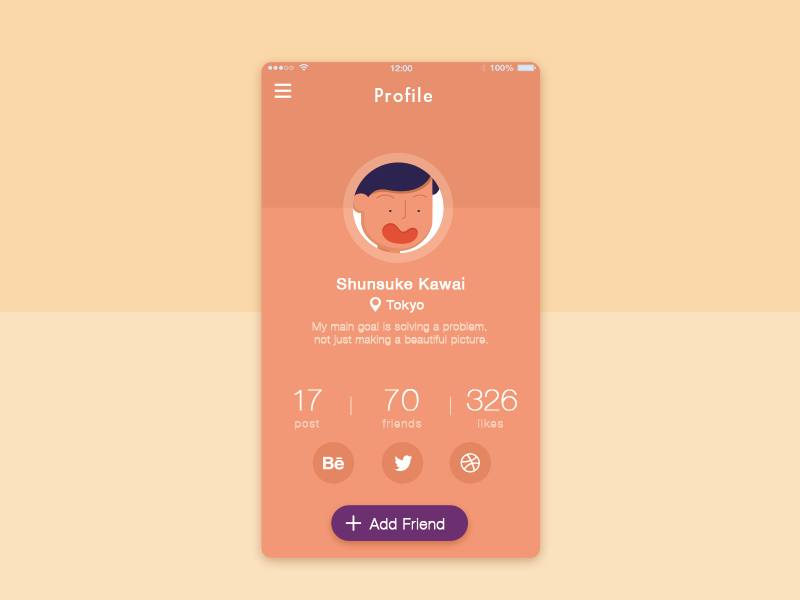 12:00 100%
Profile
Shunsuke Kawai
Tokyo
My main goal is solving a problem,
not just making a beautiful picture.
17 70 326
post friends likes
Bē
Add Friend